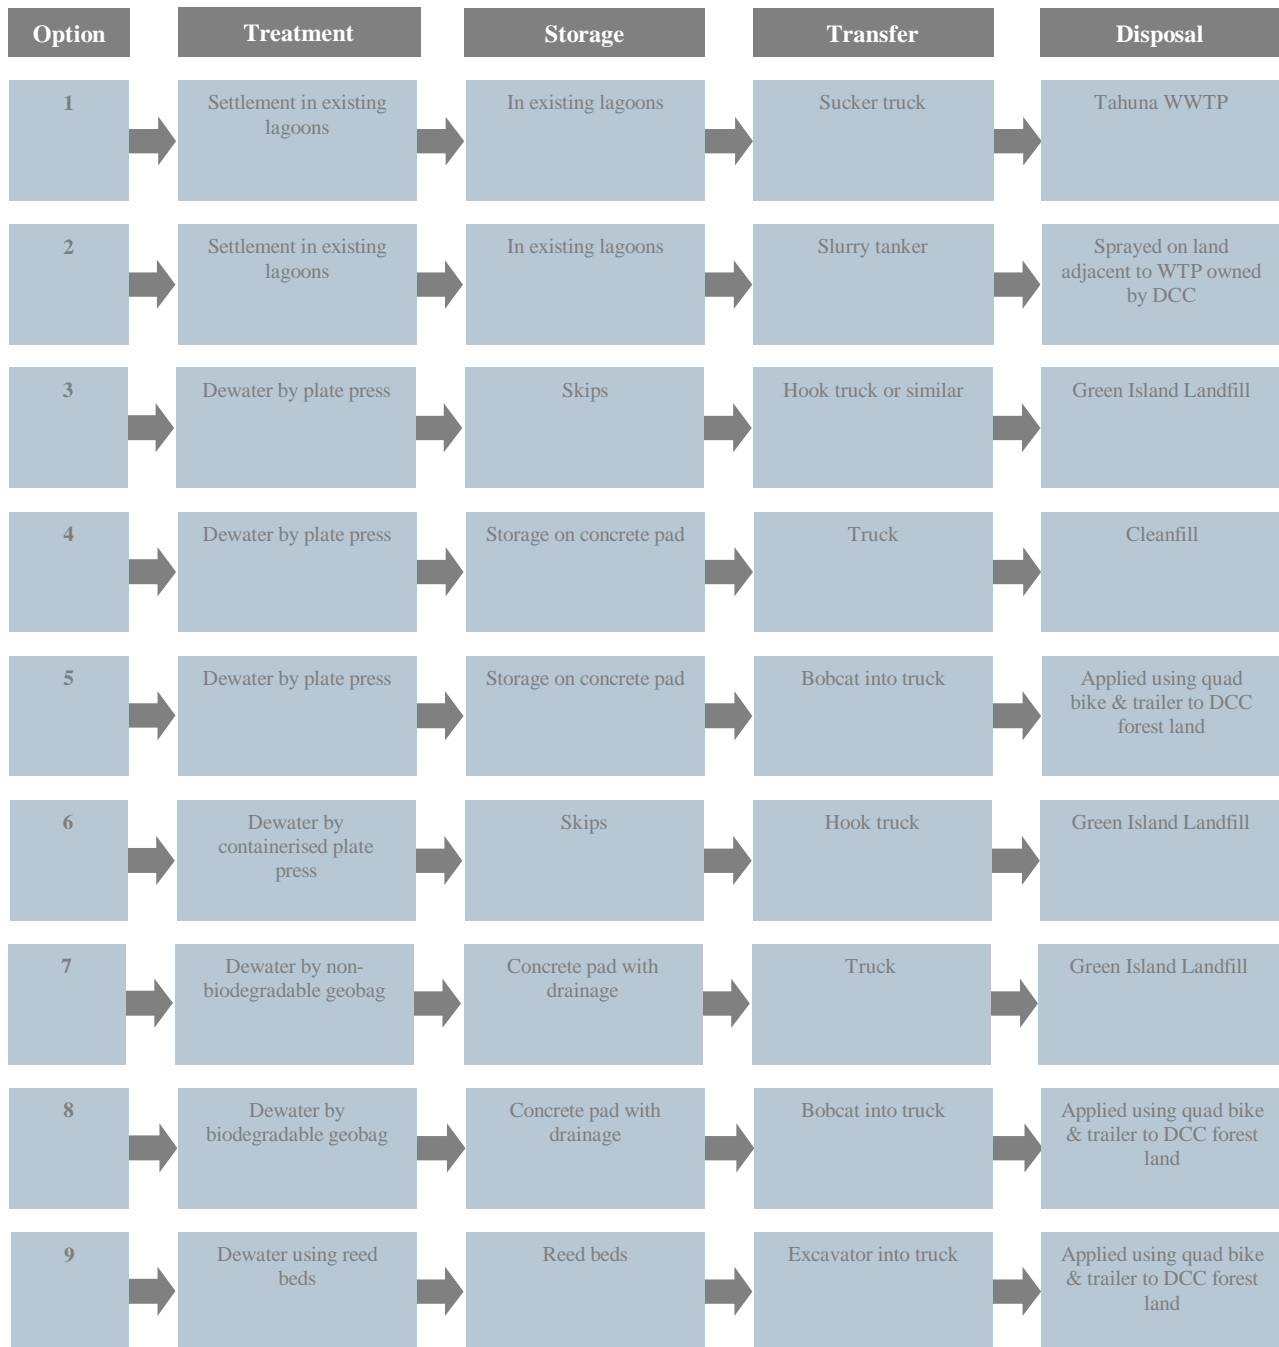 Option
Treatment
Storage
Transfer
Disposal
1
Settlement in existing
lagoons
In existing lagoons
Sucker truck
Tahuna WWTP
2
Settlement in existing
lagoons
In existing lagoons
Slurry tanker
Sprayed on land
adjacent to WTP owned
by DCC
3
Dewater by plate press
Skips
Hook truck or similar
Green Island Landfill
4
Dewater by plate press
Storage on concrete pad
Truck
Cleanfill
5
Dewater by plate press
Storage on concrete pad
Bobcat into truck
Applied using quad
bike & trailer to DCC
forest land
6
Dewater by
containerised plate
press
Skips
Hook truck
Green Island Landfill
7
Dewater by non-
biodegradable geobag
Concrete pad with
drainage
Truck
Green Island Landfill
8
Dewater by
biodegradable geobag
Concrete pad with
drainage
Bobcat into truck
Applied using quad bike
& trailer to DCC forest
land
9
Dewater using reed
beds
Reed beds
Excavator into truck
Applied using quad bike
& trailer to DCC forest
land